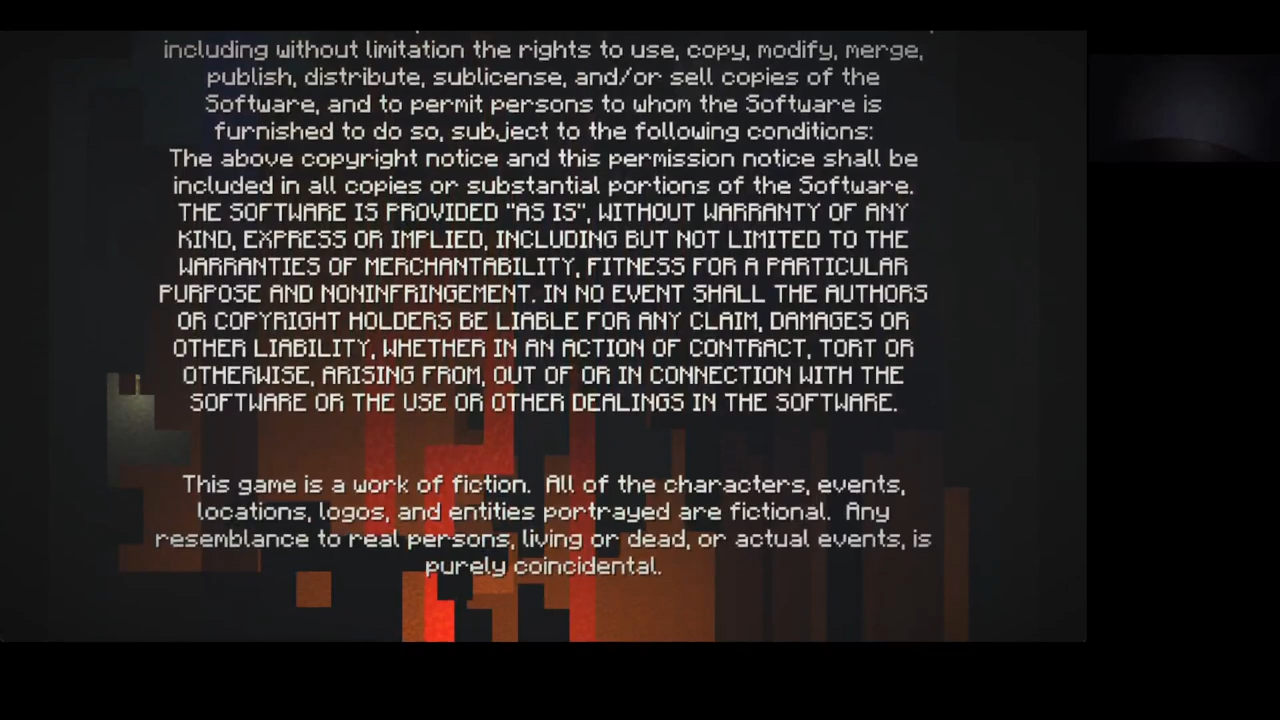 including without limitation the rights to use, copy, modify, merge,
publish, distribute, sublicense, and/or sell copies of the
Software, and to permit persons to whom the Software is
furnished to do so, subject to the following conditions:
The above copyright notice and this permission notice shall be
included in all copies or substantial portions of the Software.
THE SOFTWARE IS PROVIDED "AS IS", WITHOUT WARRANTY OF ANY
KIND, EXPRESS OR IMPLIED, INCLUDING BUT NOT LIMITED TO THE
WARRANTIES OF MERCHANTABILITY, FITNESS FOR A PARTICULAR
PURPOSE AND NONINFRINGEMENT. IN NO EVENT SHALL THE AUTHORS
OR COPYRIGHT HOLDERS BE LIABLE FOR ANY CLAIM, DAMAGES OR
OTHER LIABILITY, WHETHER IN AN ACTION OF CONTRACT, TORT OR
OTHERWISE, ARISING FROM, OUT OF OR IN CONNECTION WITH THE
SOFTWARE OR THE USE OR OTHER DEALINGS IN THE SOFTWARE.
This game is a work of fiction.  All of the characters, events,
locations, logos, and entities portrayed are fictional.  Any
resemblance to real persons, living or dead, or actual events, is
purely coincidental.